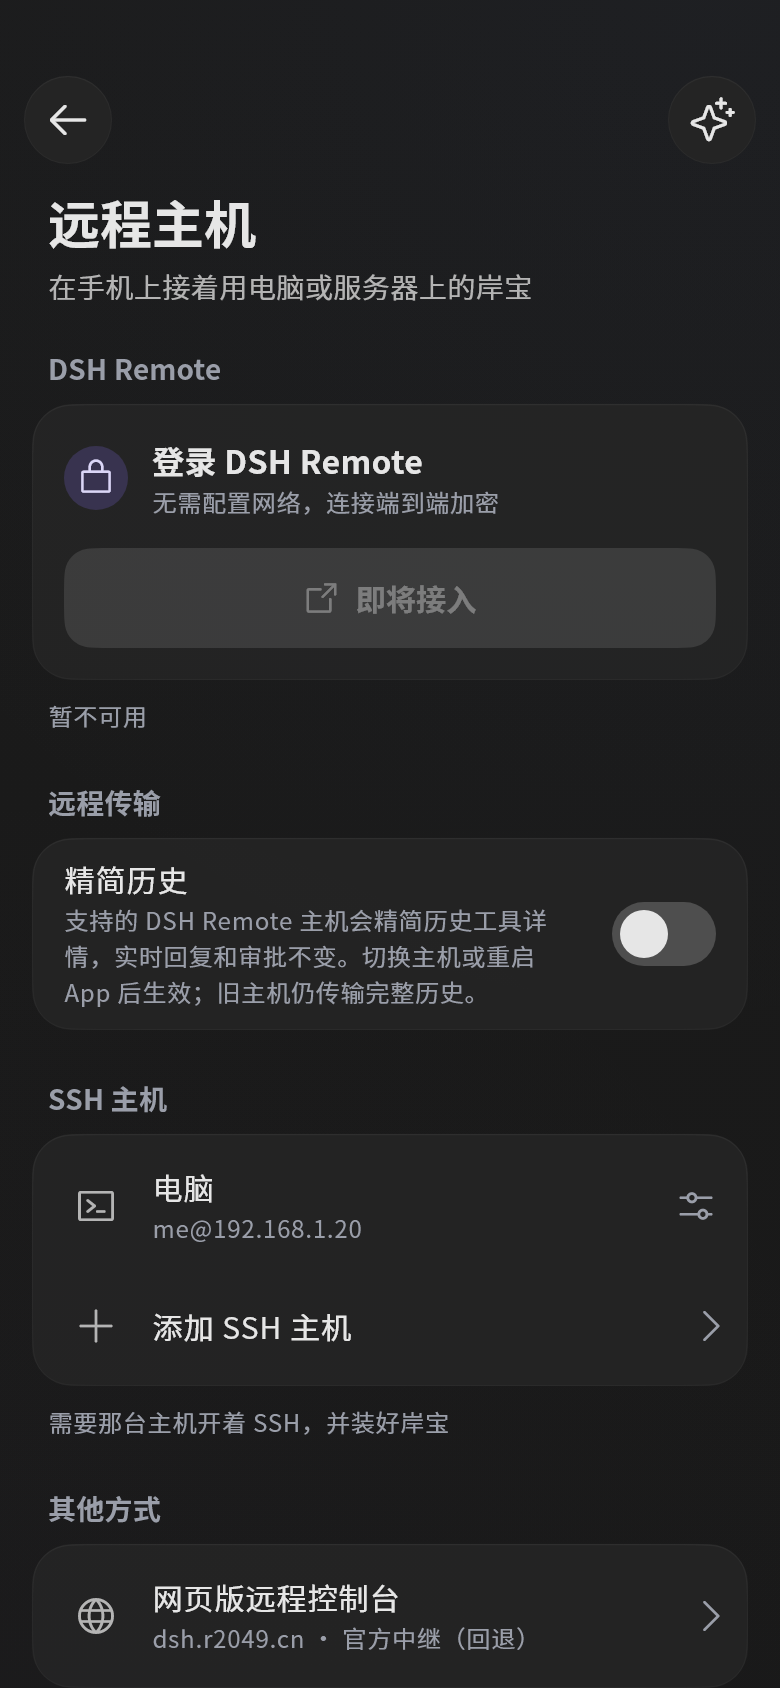 远程主机
在手机上接着用电脑或服务器上的岸宝
DSH Remote
登录 DSH Remote
无需配置网络，连接端到端加密
即将接入
暂不可用
远程传输
精简历史
支持的 DSH Remote 主机会精简历史工具详
情，实时回复和审批不变。切换主机或重启
App 后生效；旧主机仍传输完整历史。
SSH 主机
电脑
me@192.168.1.20
添加 SSH 主机
需要那台主机开着 SSH，并装好岸宝
其他方式
网页版远程控制台
dsh.r2049.cn · 官方中继（回退）